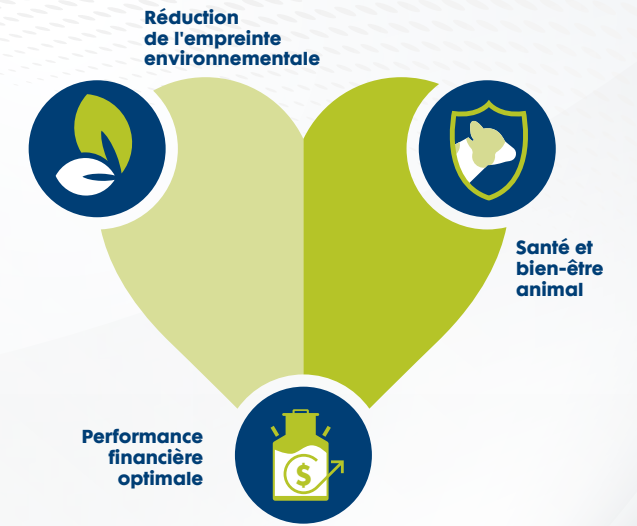 Réduction
de l'empreinte
environnementale
Santé et
bien-être
animal
Performance
financière
optimale
$